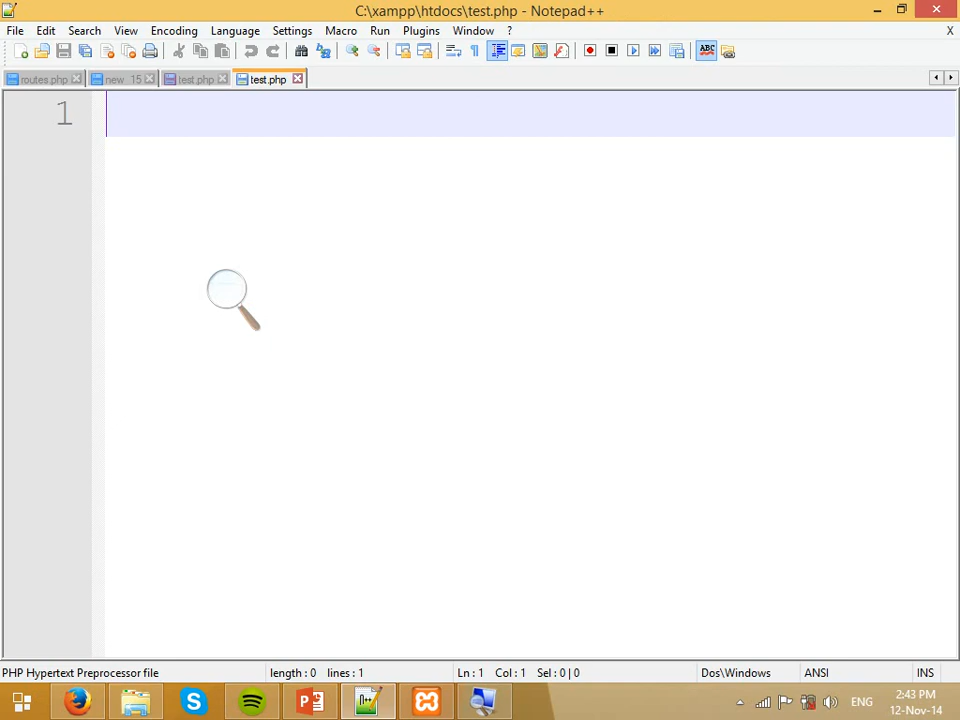 C:\xampp\htdocs\test.php - Notepad++
File Edit Search View Encoding Language Settings Macro Run Plugins Window ? X
ABC
routes.php new 15 test.php test.php
1
PHP Hypertext Preprocessor file length : 0 lines : 1 Ln : 1 Col : 1 Sel : 0 | 0 Dos\Windows ANSI INS
ENG
2:43 PM
12-Nov-14